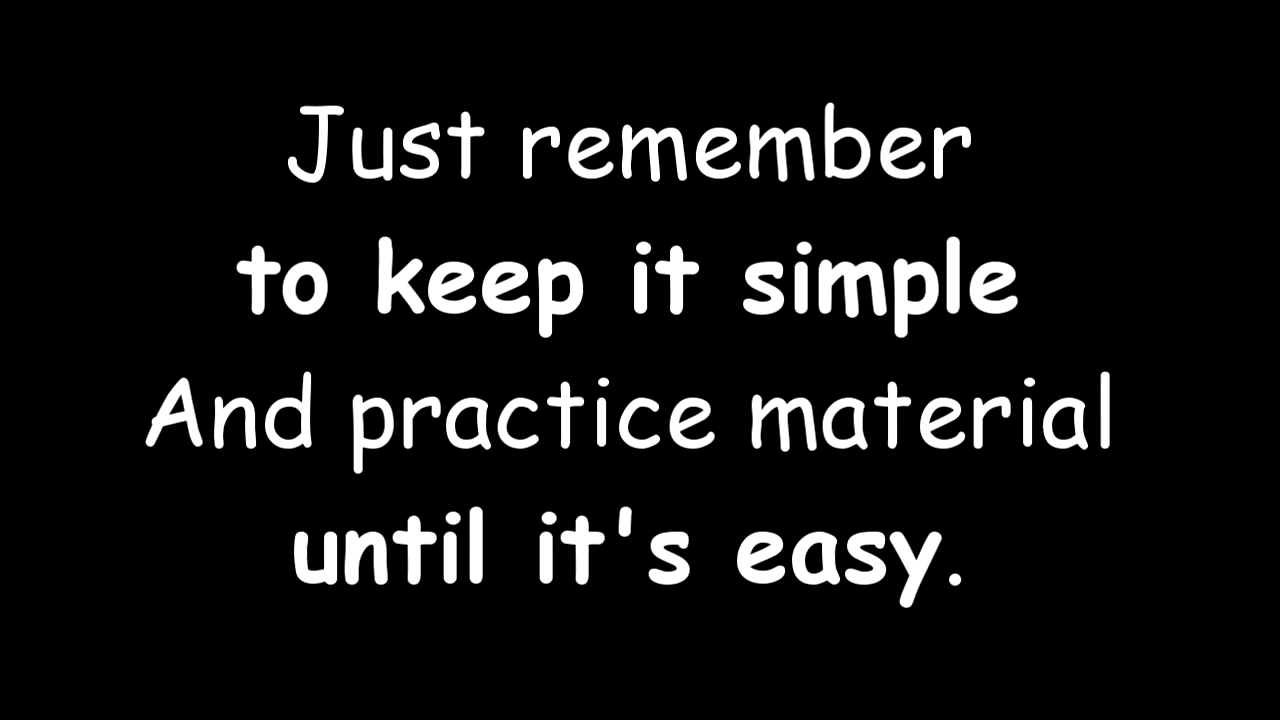 Just remember
to keep it simple
And practice material
until it's easy.